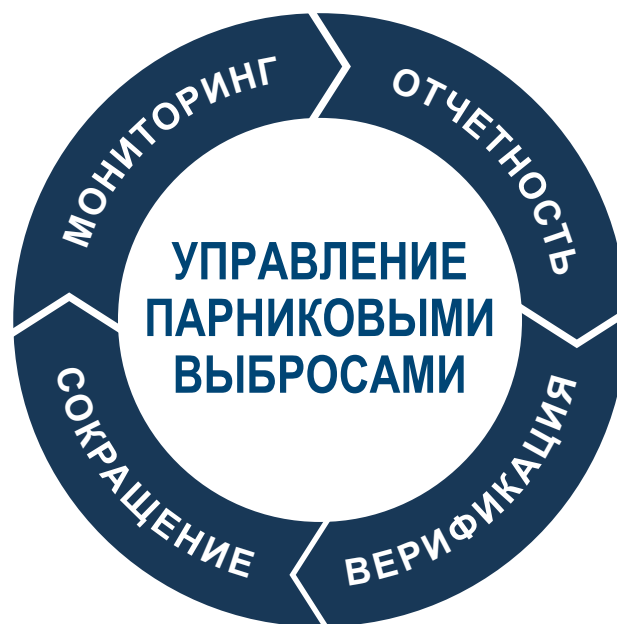 МОНИТОРИНГ
ОТЧЕТНОСТЬ
УПРАВЛЕНИЕ
ПАРНИКОВЫМИ
ВЫБРОСАМИ
ВЕРИФИКАЦИЯ
СОКРАЩЕНИЕ